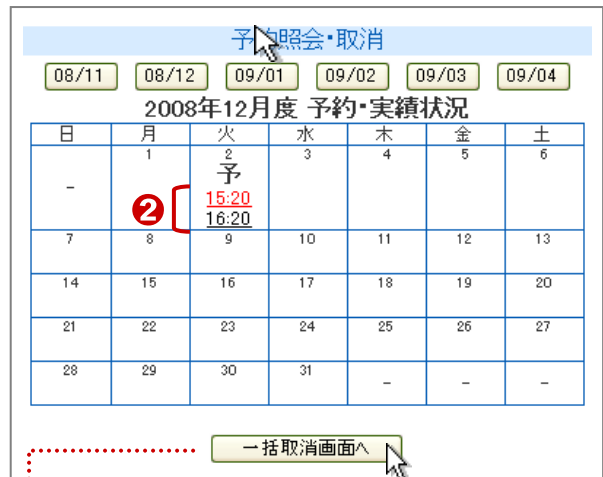 予約照会・取消
08/11 08/12 09/01 09/02 09/03 09/04
2008年12月度 予約・実績状況
日 月 火 水 木 金 土
- 1 2 3 4 5 6
予
❷ 15:20
16:20
7 8 9 10 11 12 13
14 15 16 17 18 19 20
21 22 23 24 25 26 27
28 29 30 31 - - -
一括取消画面へ